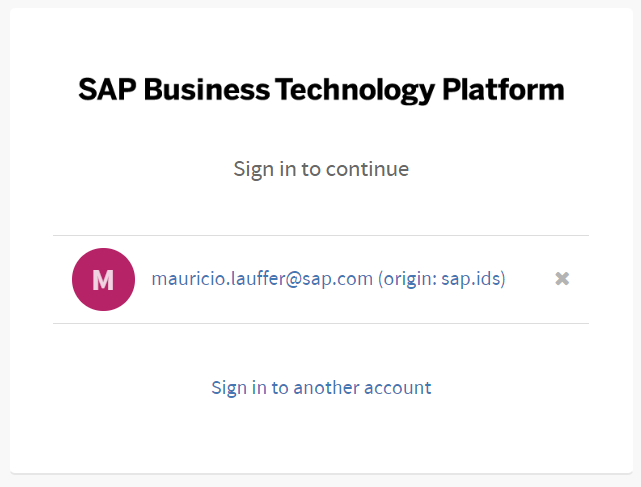 SAP Business Technology Platform
Sign in to continue
M
mauricio.lauffer@sap.com (origin: sap.ids)
Sign in to another account